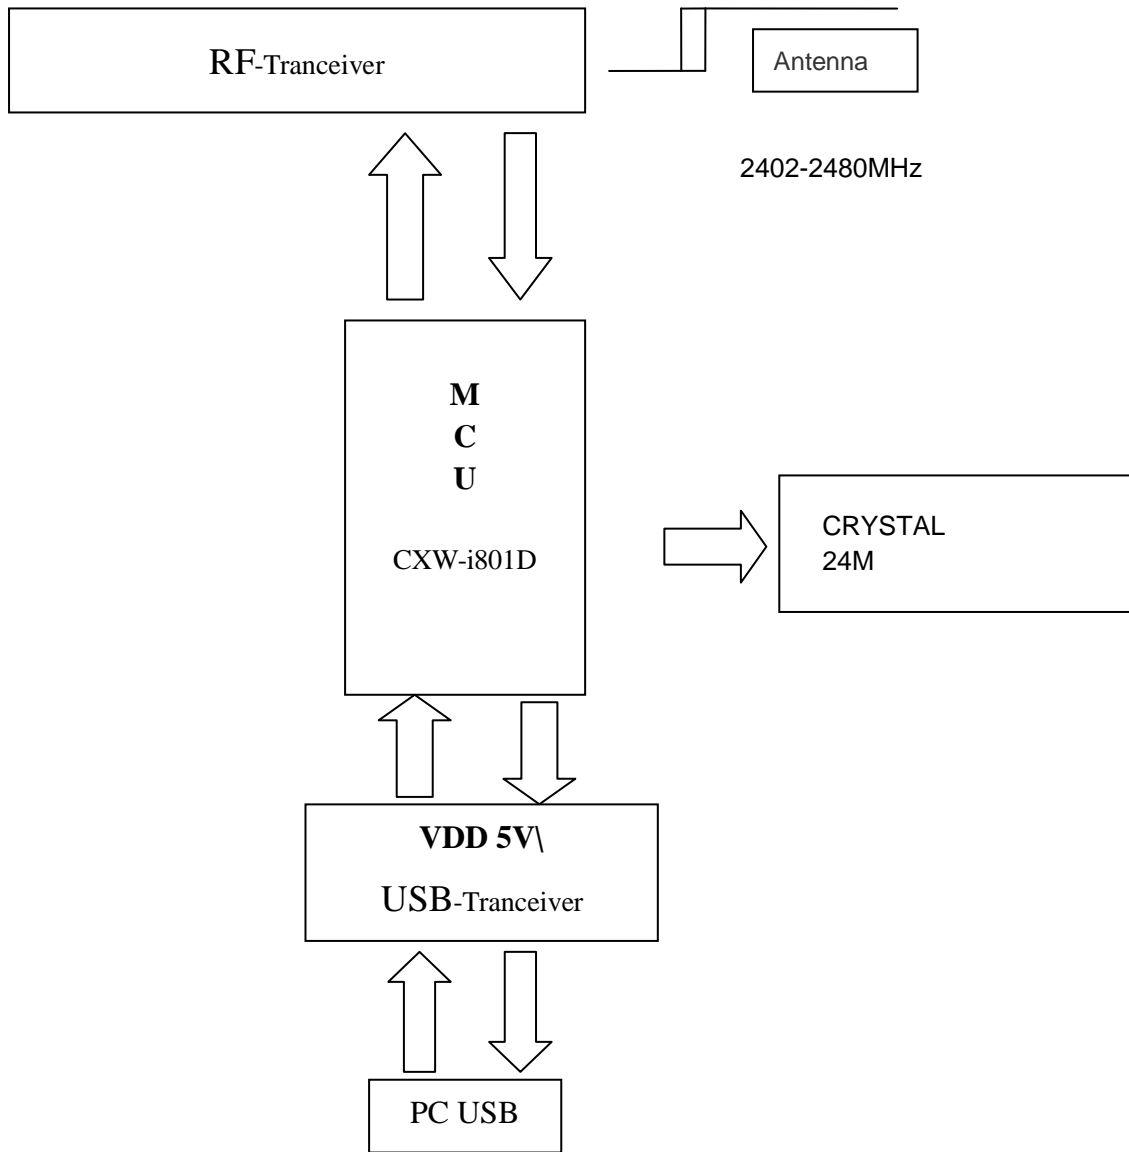 RF-Tranceiver
Antenna
2402-2480MHz
M
C
U
CXW-i801D
CRYSTAL
24M
VDD 5V\
USB-Tranceiver
PC USB